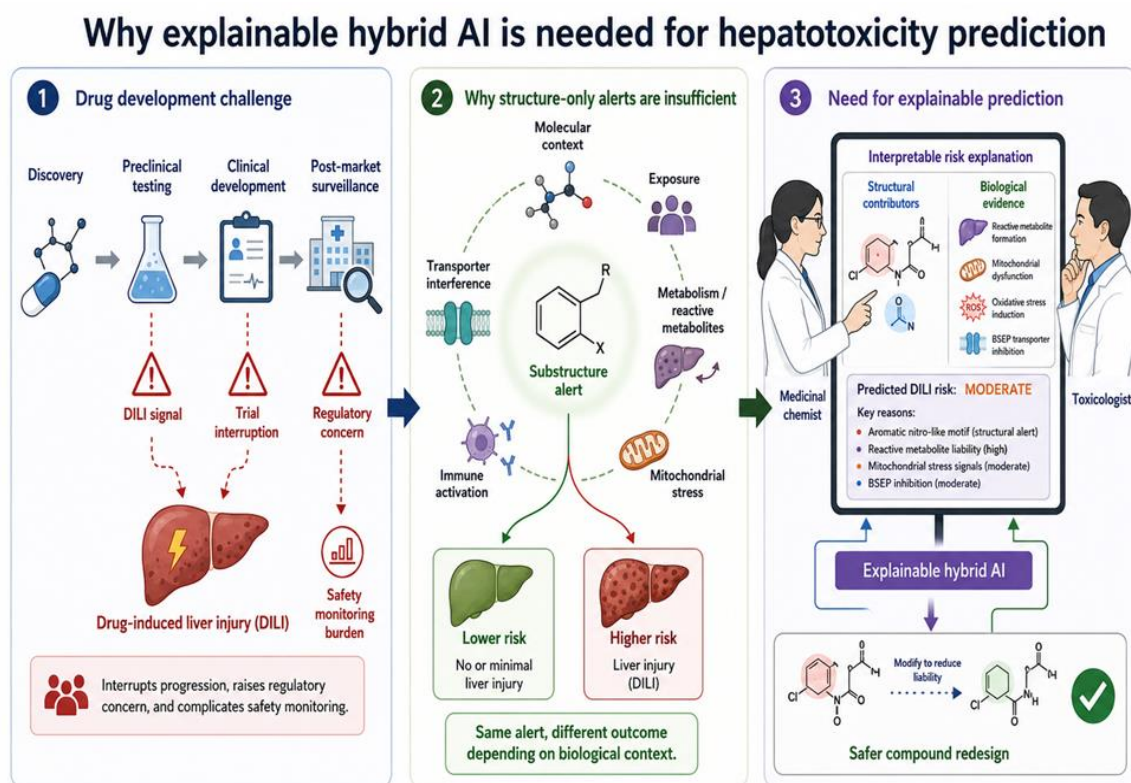 Why explainable hybrid AI is needed for hepatotoxicity prediction
1
Drug development challenge
Discovery
Preclinical
testing
Clinical
development
Post-market
surveillance
DILI signal
Trial
interruption
Regulatory
concern
Drug-induced liver injury (DILI)
Safety
monitoring
burden
Interrupts progression, raises regulatory
concern, and complicates safety monitoring.
2
Why structure-only alerts are insufficient
Molecular
context
Exposure
Transporter
interference
Metabolism /
reactive
metabolites
R
X
Substructure
alert
Immune
activation
Mitochondrial
stress
Lower risk
No or minimal
liver injury
Higher risk
Liver injury
(DILI)
Same alert, different outcome
depending on biological context.
3
Need for explainable prediction
Interpretable risk explanation
Structural
contributors
Biological
evidence
O
H
Cl
N
O
O
N
Reactive metabolite
formation
Mitochondrial
dysfunction
ROS
Oxidative stress
induction
BSEP transporter
inhibition
Medicinal
chemist
Toxicologist
Predicted DILI risk: MODERATE
Key reasons:
• Aromatic nitro-like motif (structural alert)
• Reactive metabolite liability (high)
• Mitochondrial stress signals (moderate)
• BSEP inhibition (moderate)
Explainable hybrid AI
Cl
N
O
O
O
Modify to reduce
liability
Cl
N
H
O
O
Safer compound redesign